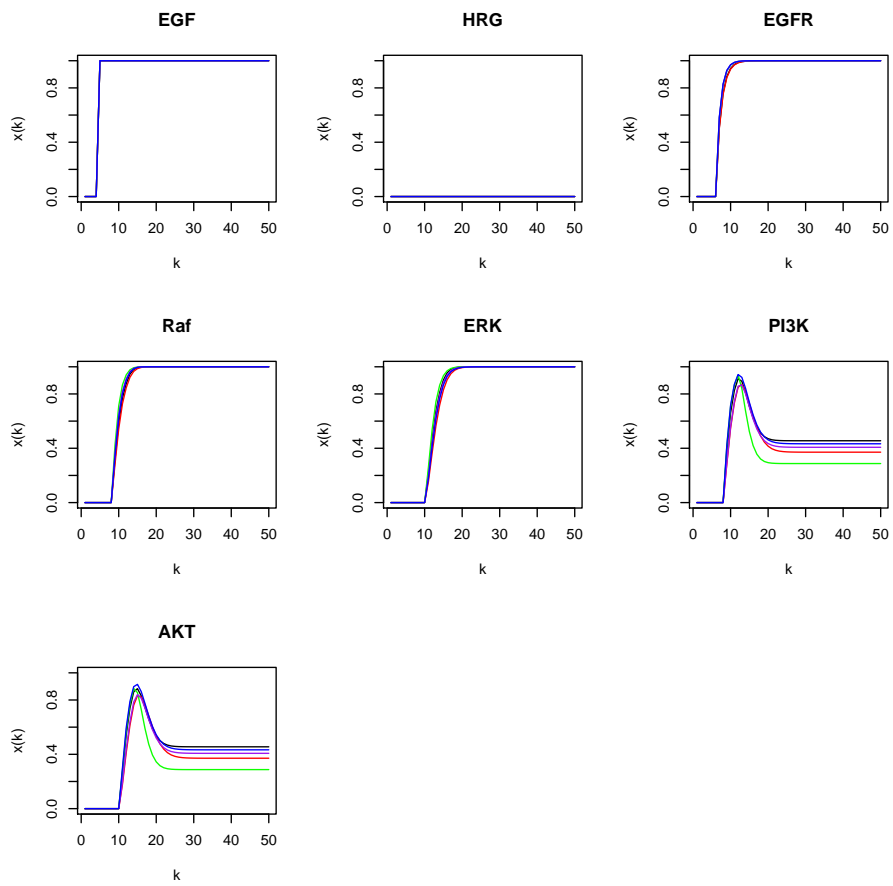 EGF HRG EGFR
x(k) 0.0 0.4 0.8 x(k) 0.0 0.4 0.8 x(k) 0.0 0.4 0.8
0 10 20 30 40 50 0 10 20 30 40 50 0 10 20 30 40 50
k k k
Raf ERK PI3K
x(k) 0.0 0.4 0.8 x(k) 0.0 0.4 0.8 x(k) 0.0 0.4 0.8
0 10 20 30 40 50 0 10 20 30 40 50 0 10 20 30 40 50
k k k
AKT
x(k) 0.0 0.4 0.8
0 10 20 30 40 50
k